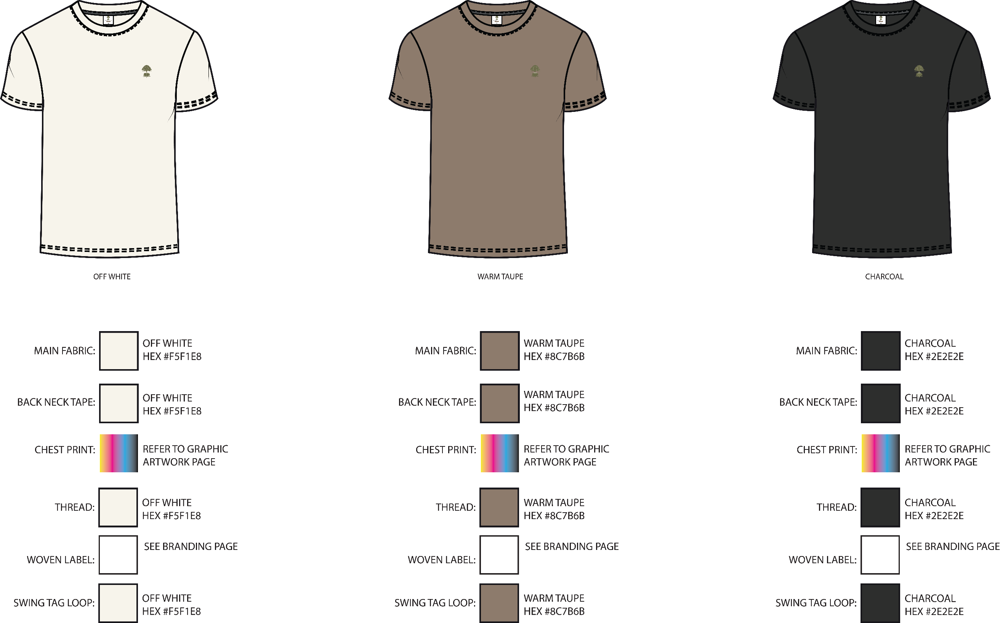 OFF WHITE
WARM TAUPE
CHARCOAL
MAIN FABRIC:
OFF WHITE
HEX #F5F1E8
BACK NECK TAPE:
OFF WHITE
HEX #F5F1E8
CHEST PRINT:
REFER TO GRAPHIC
ARTWORK PAGE
THREAD:
OFF WHITE
HEX #F5F1E8
WOVEN LABEL:
SEE BRANDING PAGE
SWING TAG LOOP:
OFF WHITE
HEX #F5F1E8
MAIN FABRIC:
WARM TAUPE
HEX #8C7B6B
BACK NECK TAPE:
WARM TAUPE
HEX #8C7B6B
CHEST PRINT:
REFER TO GRAPHIC
ARTWORK PAGE
THREAD:
WARM TAUPE
HEX #8C7B6B
WOVEN LABEL:
SEE BRANDING PAGE
SWING TAG LOOP:
WARM TAUPE
HEX #8C7B6B
MAIN FABRIC:
CHARCOAL
HEX #2E2E2E
BACK NECK TAPE:
CHARCOAL
HEX #2E2E2E
CHEST PRINT:
REFER TO GRAPHIC
ARTWORK PAGE
THREAD:
CHARCOAL
HEX #2E2E2E
WOVEN LABEL:
SEE BRANDING PAGE
SWING TAG LOOP:
CHARCOAL
HEX #2E2E2E